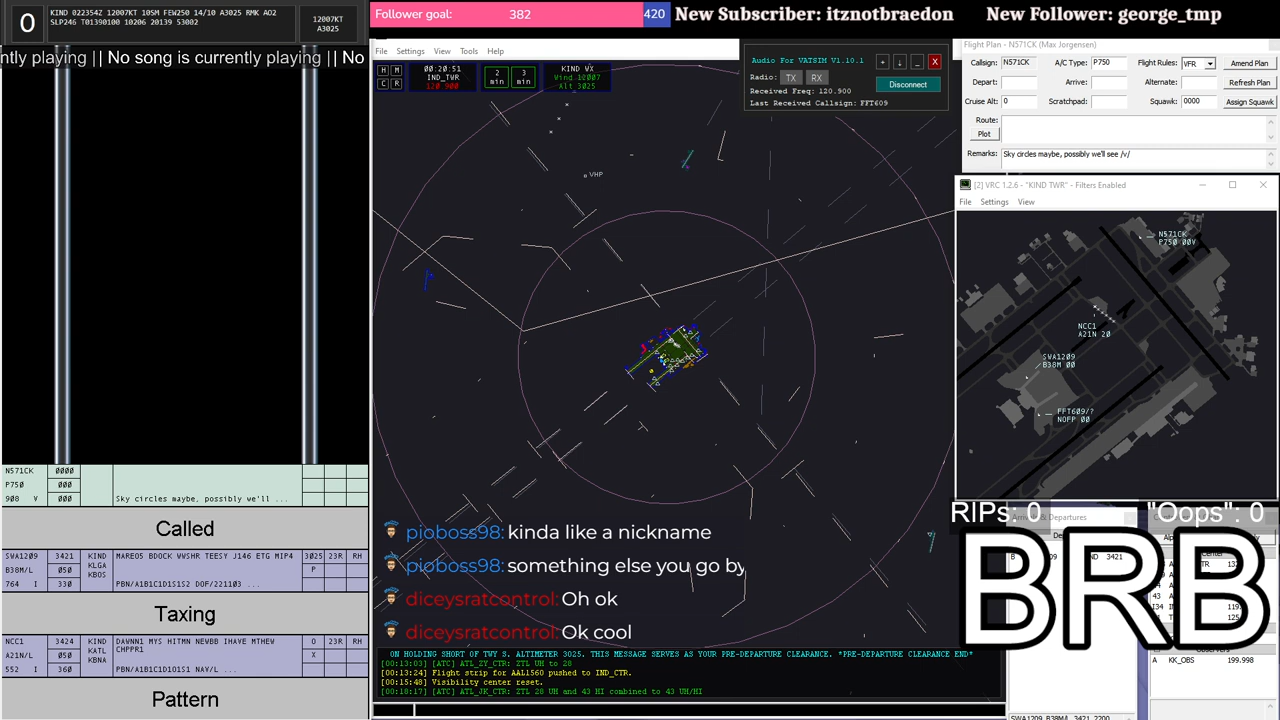 0
KIND 022354Z 12007KT 10SM FEW250 14/10 A3025 RMK AO2
SLP246 T01390100 10206 20139 53002
12007KT
A3025
ntly playing || No song is currently playing || No
Follower goal:
382
420
New Subscriber: itznotbraedon
New Follower: george_tmp
File Settings View Tools Help
H M
C R
00:20:51
IND_TWR
120.900
2
min
3
min
KIND WX
Wind 12007
Alt 3025
Audio For VATSIM V1.10.1
+ ↓ _ X
Radio: TX RX
Received Freq: 120.900
Last Received Callsign: FFT609
Disconnect
Flight Plan - N571CK (Max Jorgensen)
Callsign: N571CK A/C Type: P750 Flight Rules: VFR Amend Plan
Depart: Arrive: Alternate: Refresh Plan
Cruise Alt: 0 Scratchpad: Squawk: 0000 Assign Squawk
Route:
Plot
Remarks: Sky circles maybe, possibly we'll see /v/
VHP
[2] VRC 1.2.6 - "KIND TWR" - Filters Enabled
File Settings View
N571CK
P750 00V
NCC1
A21N 20
SWA1209
B38M 00
FFT609/?
NOFP 00
N571CK 0000
P750 000
908 V 000 Sky circles maybe, possibly we'll ...
Called
SWA1209 3421 KIND MAREO5 BDOCK WWSHR TEESY J146 ETG MIP4 3025 23R RH
B38M/L 050 KLGA P
764 I 330 KBOS PBN/A1B1C1D1S1S2 DOF/221103 ...
Taxing
NCC1 3424 KIND DAWNN1 MYS HITMN NEWBB IHAVE MTHEW 0 23R RH
A21N/L 050 KATL CHPPR1 X
552 I 360 KBNA PBN/A1B1C1D1O1S1 NAV/L ...
Pattern
pioboss98: kinda like a nickname
pioboss98: something else you go by
diceysratcontrol: Oh ok
diceysratcontrol: Ok cool
ON HOLDING SHORT OF TWY S. ALTIMETER 3025. THIS MESSAGE SERVES AS YOUR PRE-DEPARTURE CLEARANCE. *PRE-DEPARTURE CLEARANCE END*
[00:13:03] [ATC] ATL_ZY_CTR: ZTL UH to 28
[00:13:24] Flight strip for AAL1560 pushed to IND_CTR.
[00:15:48] Visibility center reset.
[00:18:17] [ATC] ATL_JK_CTR: ZTL 28 UH and 43 HI combined to 43 UH/HI
RIPs: 0
"Oops": 0
BRB
A KK_OBS 199.998
SWA1209 B38M/L 3421 2200